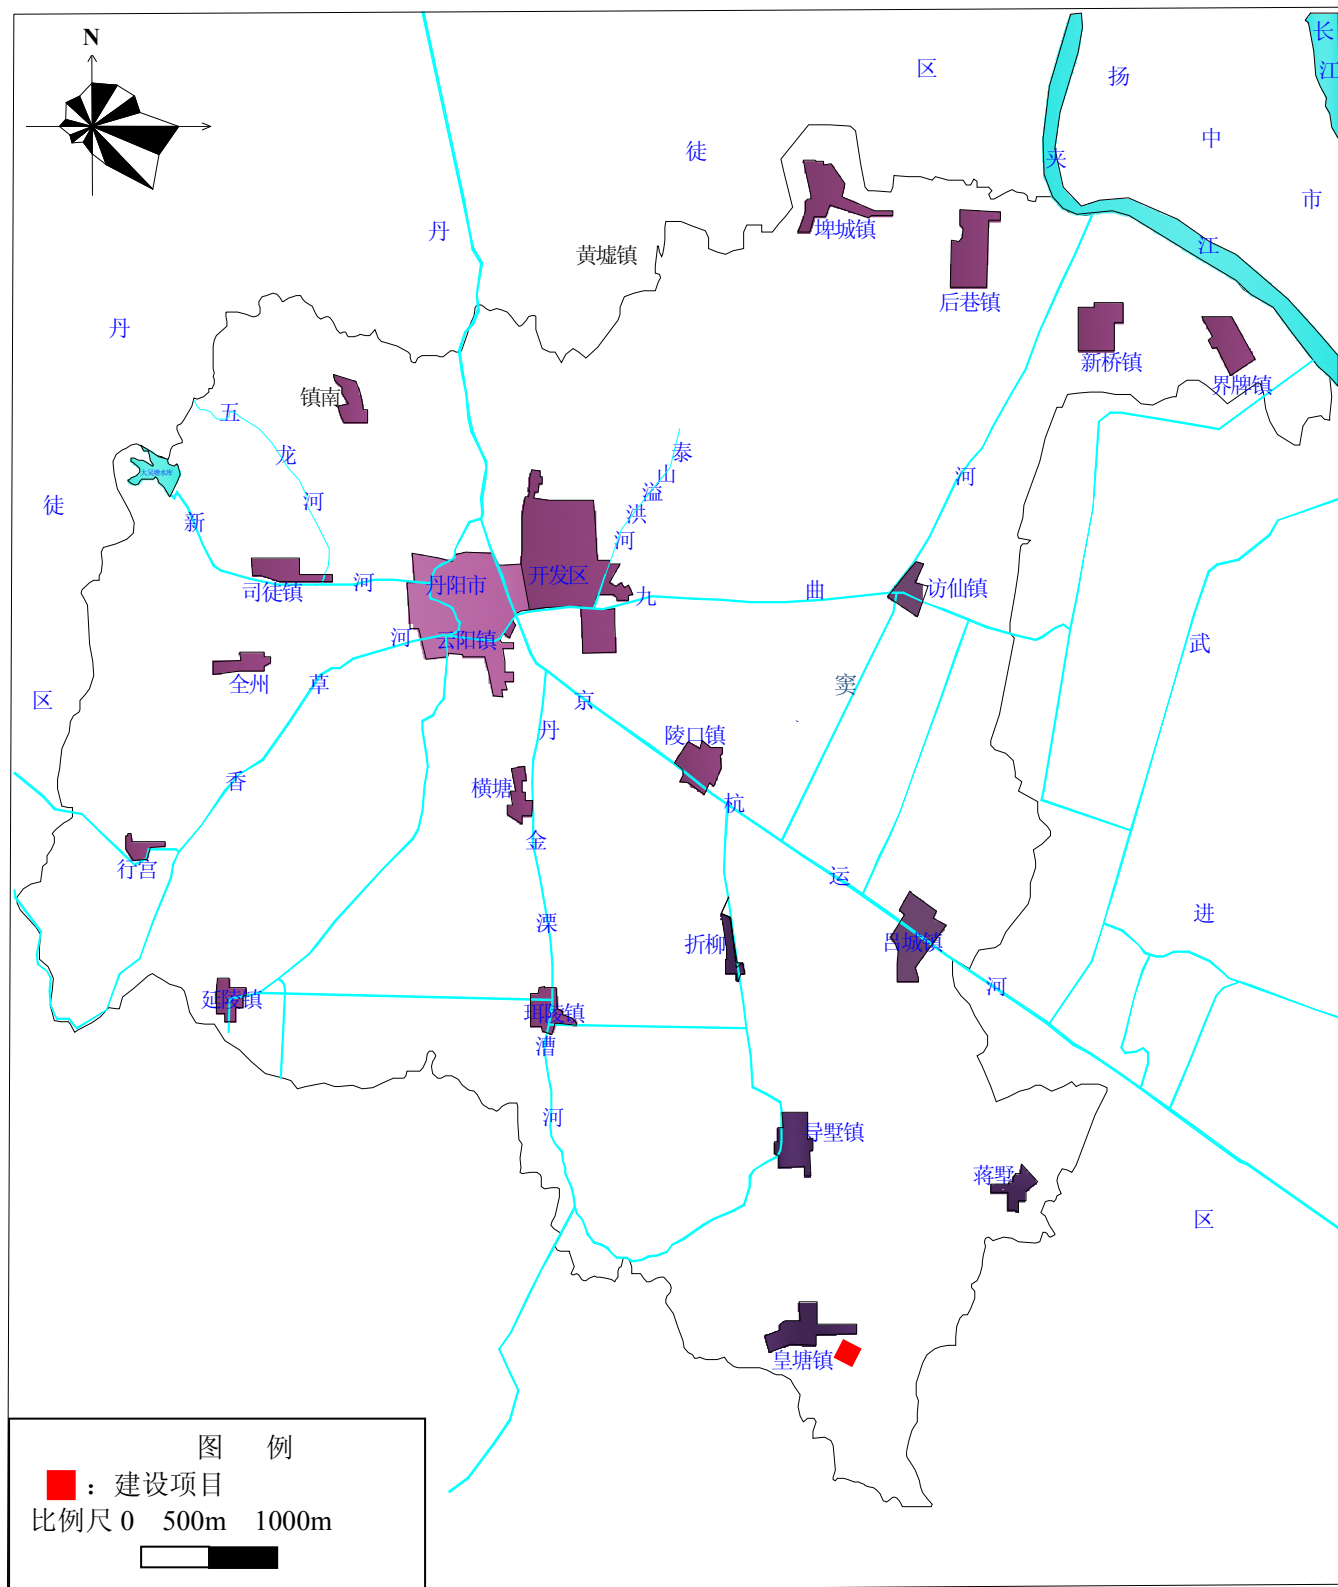 N
长江
扬中市
夹江
丹徒区
丹徒区
黄墟镇
埤城镇
后巷镇
新桥镇
界牌镇
镇南
五龙河
大吴塘水库
新河
司徒镇
丹阳市
开发区
云阳镇
泰山溢洪河
九曲河
访仙镇
窦
武进区
全州
香草河
京杭运河
陵口镇
横塘
丹金溧漕河
行宫
折柳
吕城镇
延陵镇
珥陵镇
导墅镇
蒋墅
皇塘镇
图 例
：建设项目
比例尺 0 500m 1000m